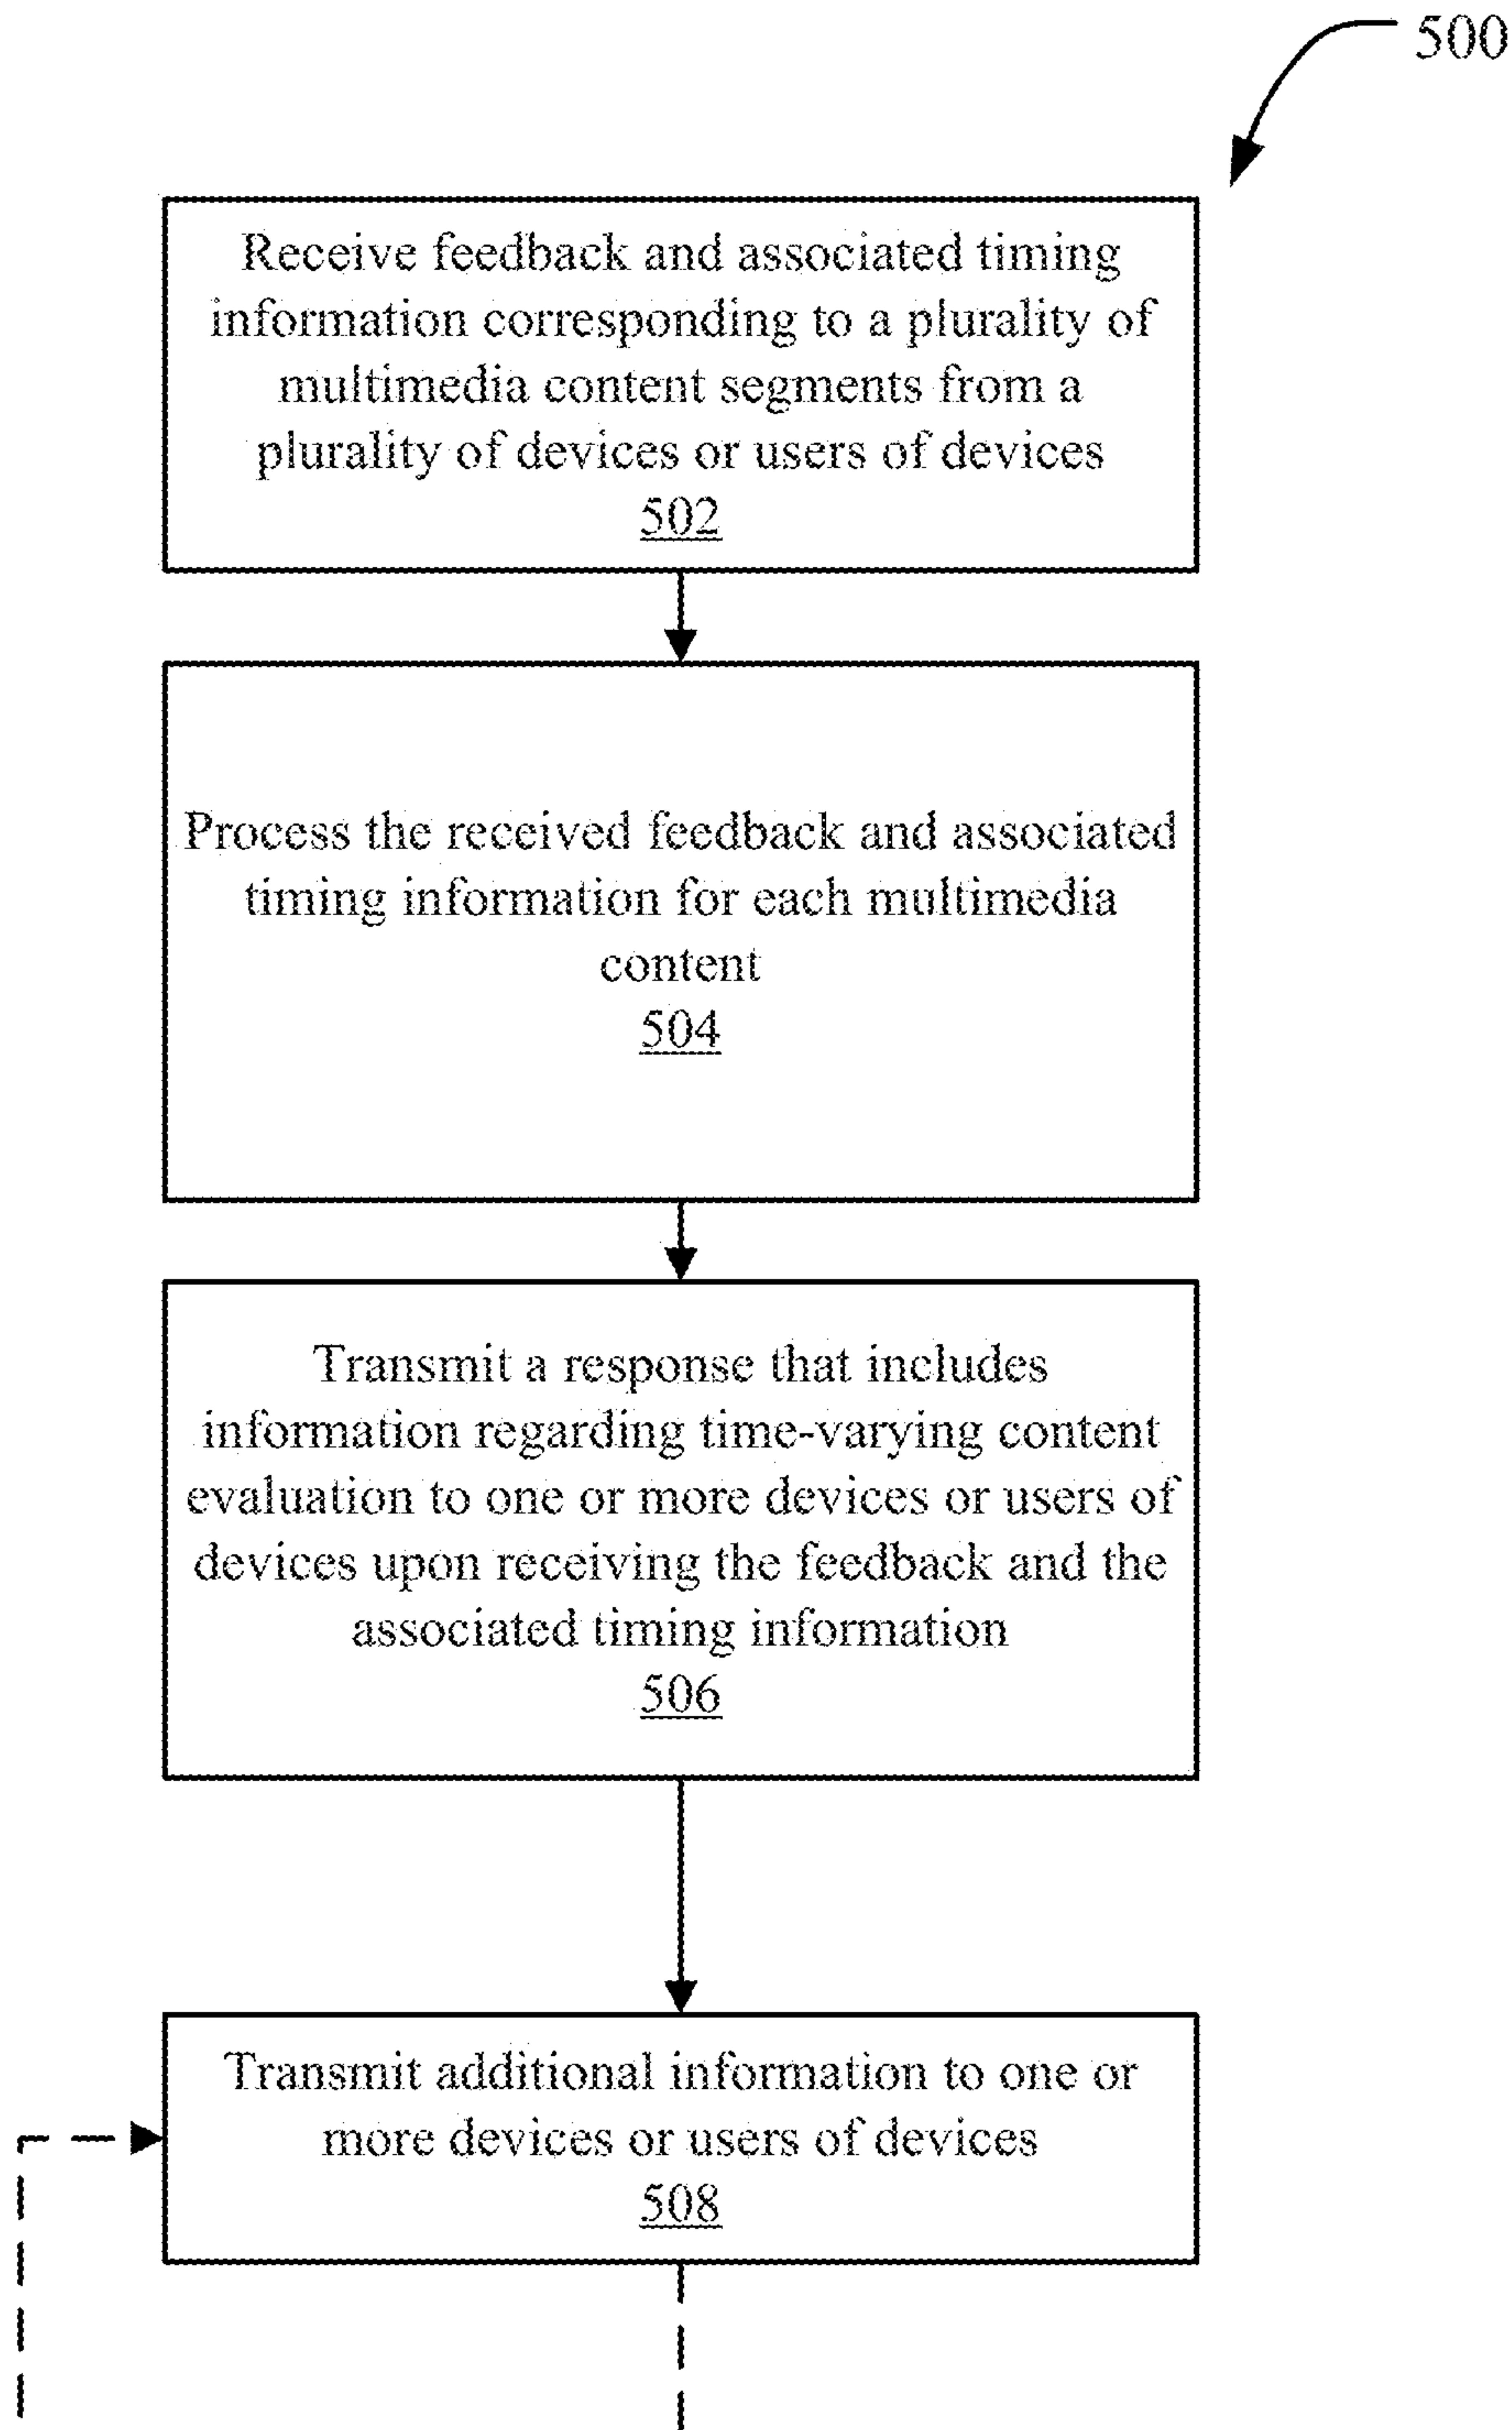 500
Receive feedback and associated timing
information corresponding to a plurality of
multimedia content segments from a
plurality of devices or users of devices
502
Process the received feedback and associated
timing information for each multimedia
content
504
Transmit a response that includes
information regarding time-varying content
evaluation to one or more devices or users of
devices upon receiving the feedback and the
associated timing information
506
Transmit additional information to one or
more devices or users of devices
508